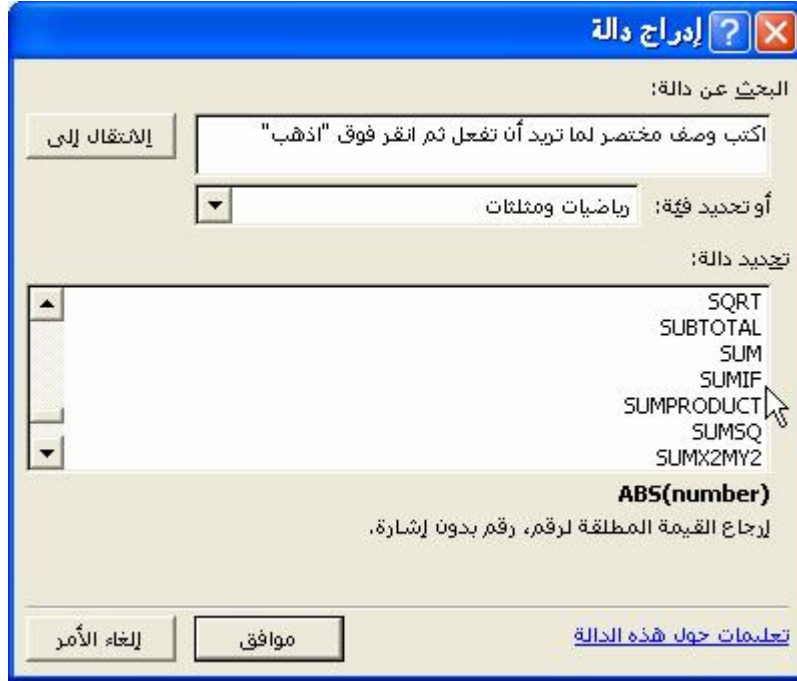 إدراج دالة
البحث عن دالة:
اكتب وصف مختصر لما تريد أن تفعل ثم انقر فوق "اذهب"
الانتقال إلى
أو تحديد فئة: رياضيات ومثلثات
تحديد دالة:
SQRT
SUBTOTAL
SUM
SUMIF
SUMPRODUCT
SUMSQ
SUMX2MY2
ABS(number)
إرجاع القيمة المطلقة لرقم، رقم بدون إشارة.
تعليمات حول هذه الدالة
موافق
إلغاء الأمر